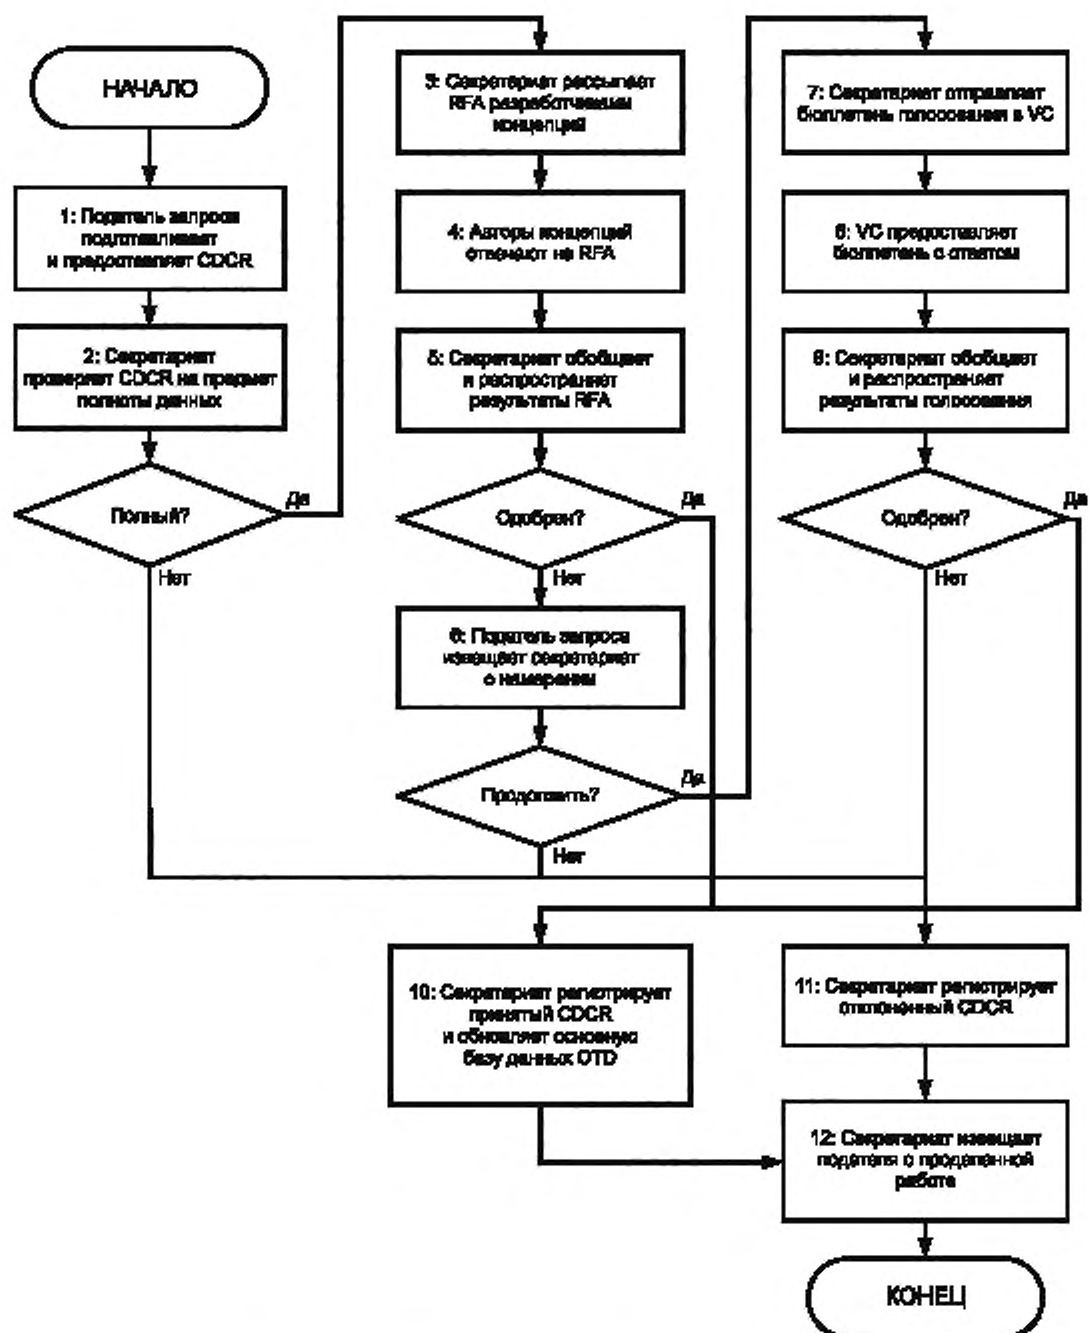 НАЧАЛО
1: Податель запроса
подготавливает
и предоставляет CDCR
2: Секретариат
проверяет CDCR на предмет
полноты данных
Полный?
Да
Нет
3: Секретариат рассылает
RFA разработчикам
концепций
4: Авторы концепций
отвечают на RFA
5: Секретариат обобщает
и распространяет
результаты RFA
Одобрен?
Да
Нет
6: Податель запроса
извещает секретариат
о намерении
Продолжить?
Да
Нет
7: Секретариат отправляет
бюллетень голосования в VC
8: VC предоставляет
бюллетень с ответом
9: Секретариат обобщает
и распространяет
результаты голосования
Одобрен?
Да
Нет
10: Секретариат регистрирует
принятый CDCR
и обновляет основную
базу данных OTD
11: Секретариат регистрирует
отклоненный CDCR
12: Секретариат извещает
подателя о проделанной
работе
КОНЕЦ